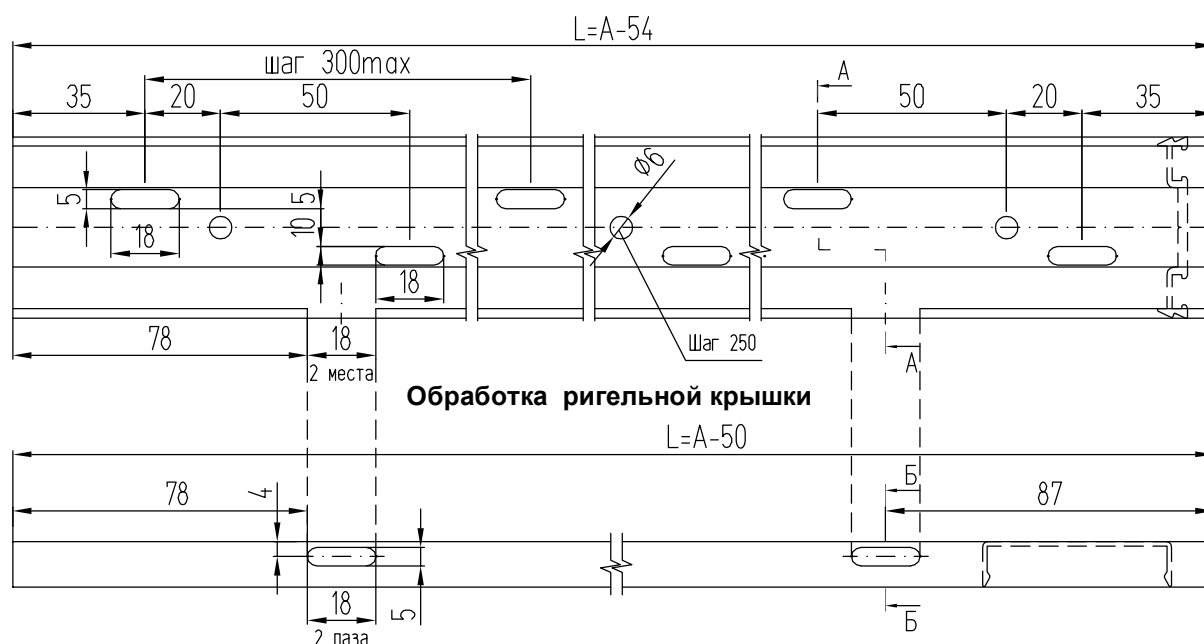 L=A-54
шаг 300max
A
35 20 50 50 20 35
Ø6
5 5
10
18
18
78 18 Шаг 250 A
2 места
Обработка ригельной крышки
L=A-50
78 4 Б 87
18 5 Б
2 паза